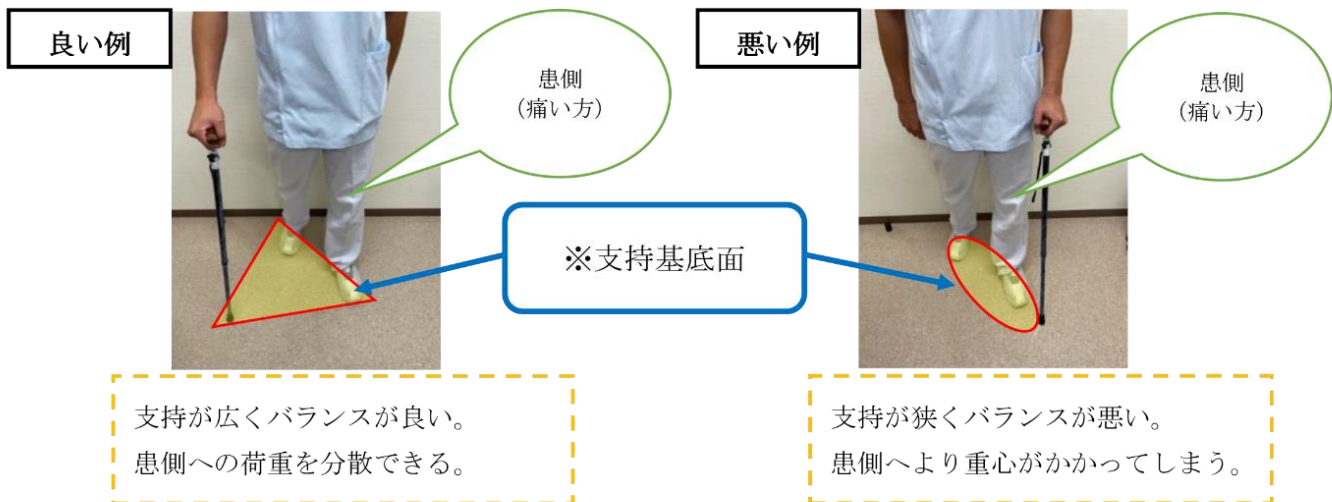 良い例
患側
(痛い方)
悪い例
患側
(痛い方)
※支持基底面
支持が広くバランスが良い。
患側への荷重を分散できる。
支持が狭くバランスが悪い。
患側へより重心がかかってしまう。